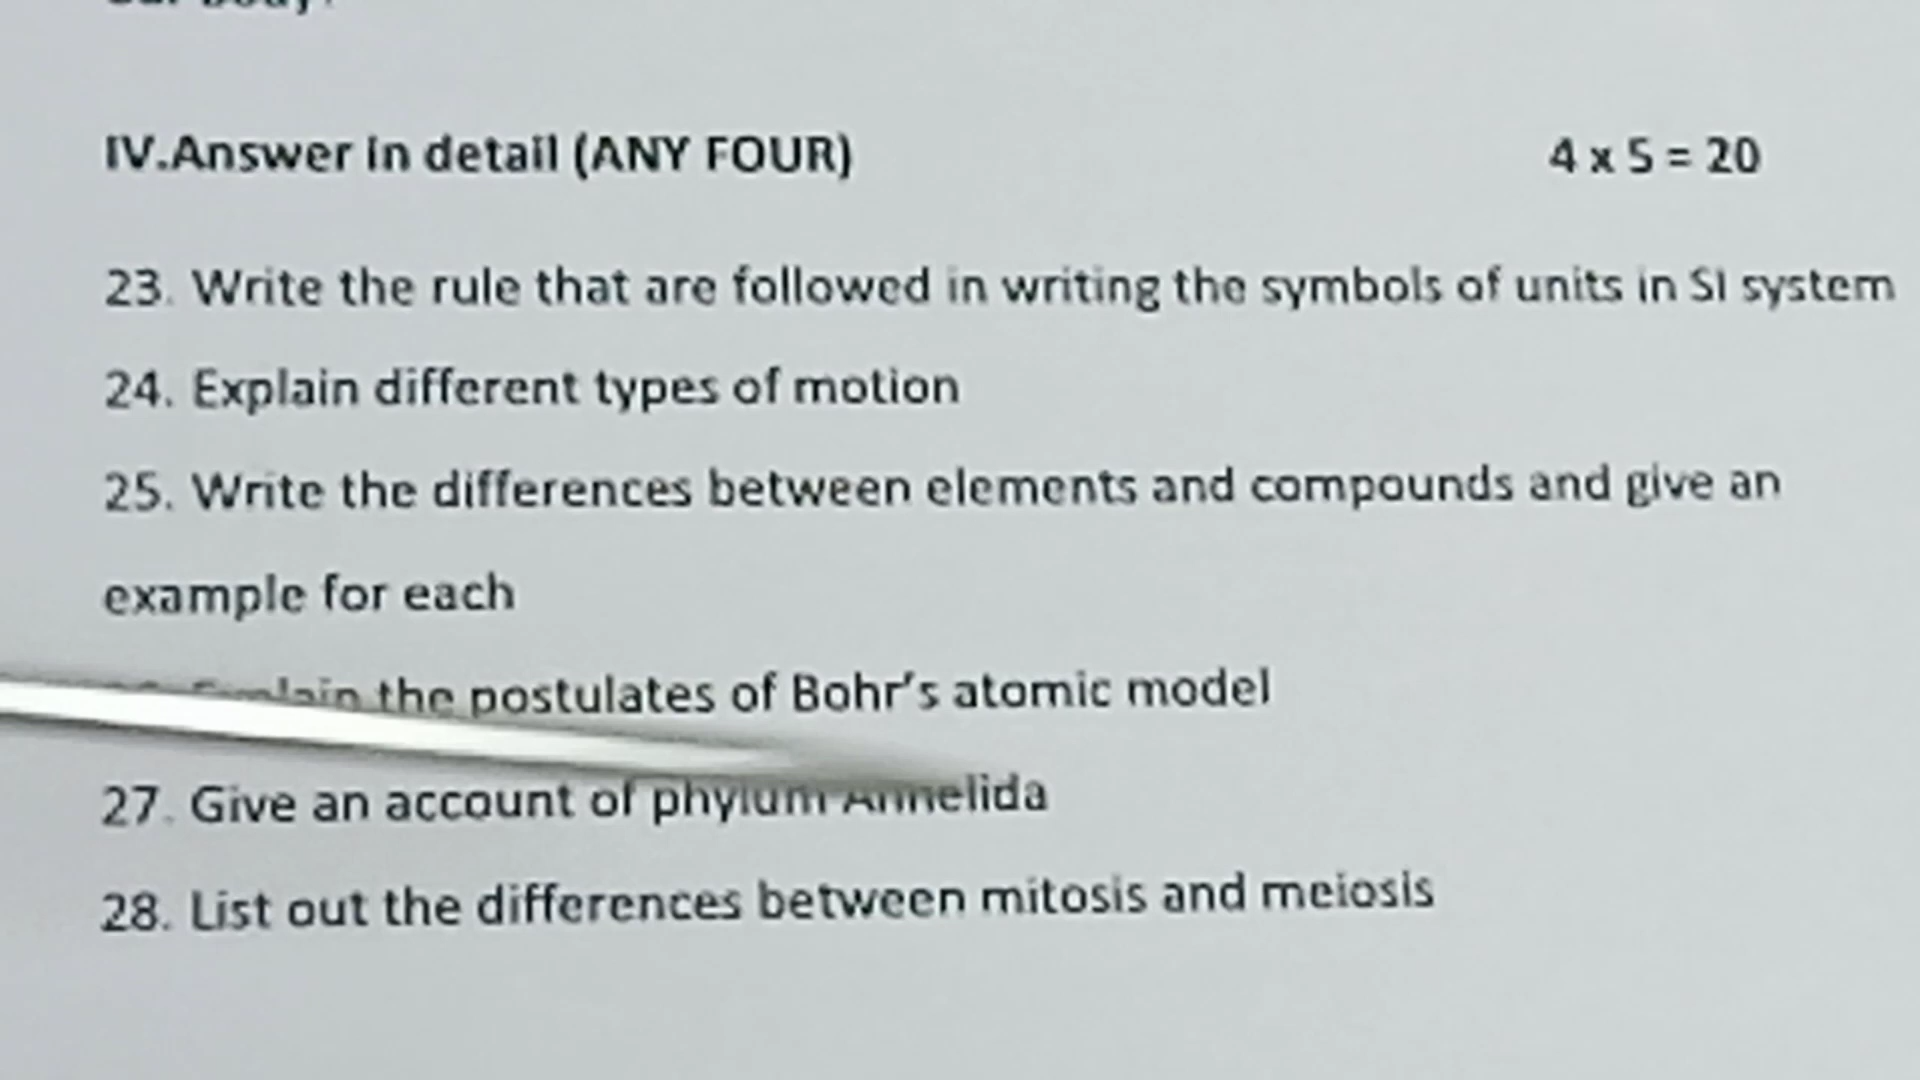 IV.Answer in detail (ANY FOUR) 4 x 5 = 20
23. Write the rule that are followed in writing the symbols of units in SI system
24. Explain different types of motion
25. Write the differences between elements and compounds and give an
example for each
Explain the postulates of Bohr's atomic model
27. Give an account of phylum Annelida
28. List out the differences between mitosis and meiosis